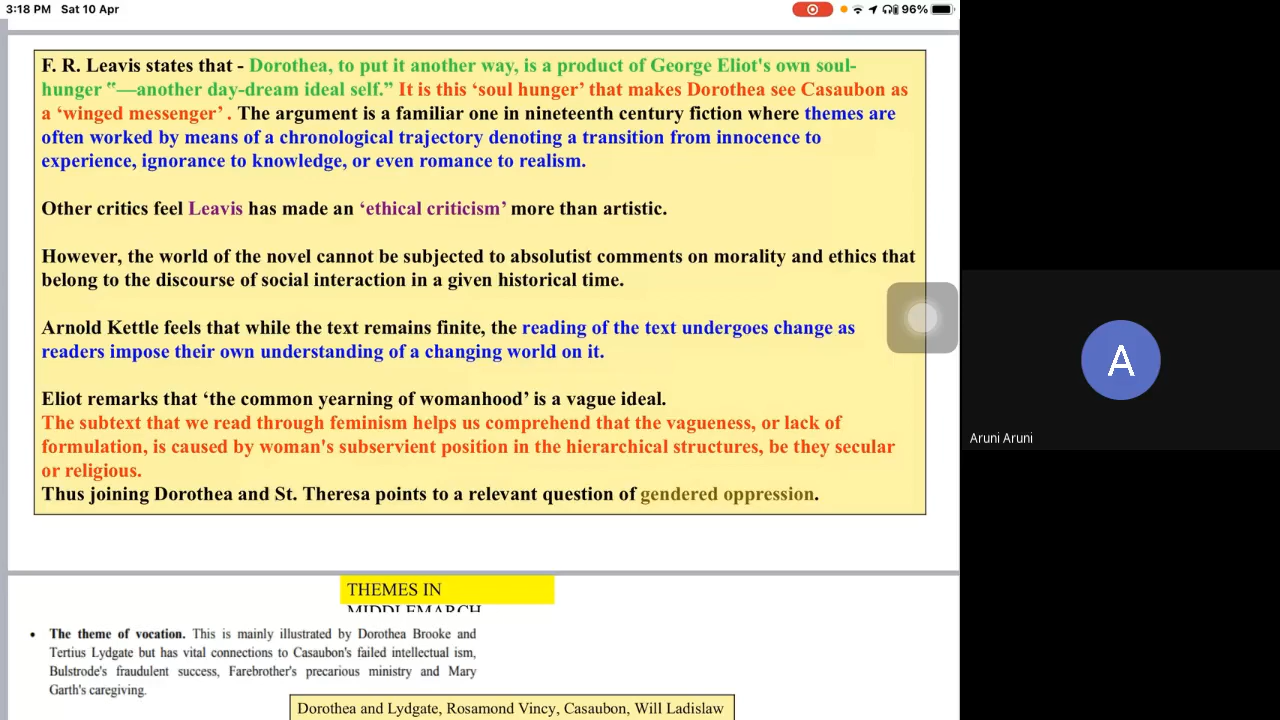 3:18 PM Sat 10 Apr
96%
F. R. Leavis states that - Dorothea, to put it another way, is a product of George Eliot's own soul-
hunger "—another day-dream ideal self.” It is this ‘soul hunger’ that makes Dorothea see Casaubon as
a ‘winged messenger’ . The argument is a familiar one in nineteenth century fiction where themes are
often worked by means of a chronological trajectory denoting a transition from innocence to
experience, ignorance to knowledge, or even romance to realism.
Other critics feel Leavis has made an ‘ethical criticism’ more than artistic.
However, the world of the novel cannot be subjected to absolutist comments on morality and ethics that
belong to the discourse of social interaction in a given historical time.
Arnold Kettle feels that while the text remains finite, the reading of the text undergoes change as
readers impose their own understanding of a changing world on it.
Eliot remarks that ‘the common yearning of womanhood’ is a vague ideal.
The subtext that we read through feminism helps us comprehend that the vagueness, or lack of
formulation, is caused by woman's subservient position in the hierarchical structures, be they secular
or religious.
Thus joining Dorothea and St. Theresa points to a relevant question of gendered oppression.
A
Aruni Aruni
THEMES IN
MIDDLEMARCH
• The theme of vocation. This is mainly illustrated by Dorothea Brooke and
Tertius Lydgate but has vital connections to Casaubon's failed intellectual ism,
Bulstrode's fraudulent success, Farebrother's precarious ministry and Mary
Garth's caregiving.
Dorothea and Lydgate, Rosamond Vincy, Casaubon, Will Ladislaw